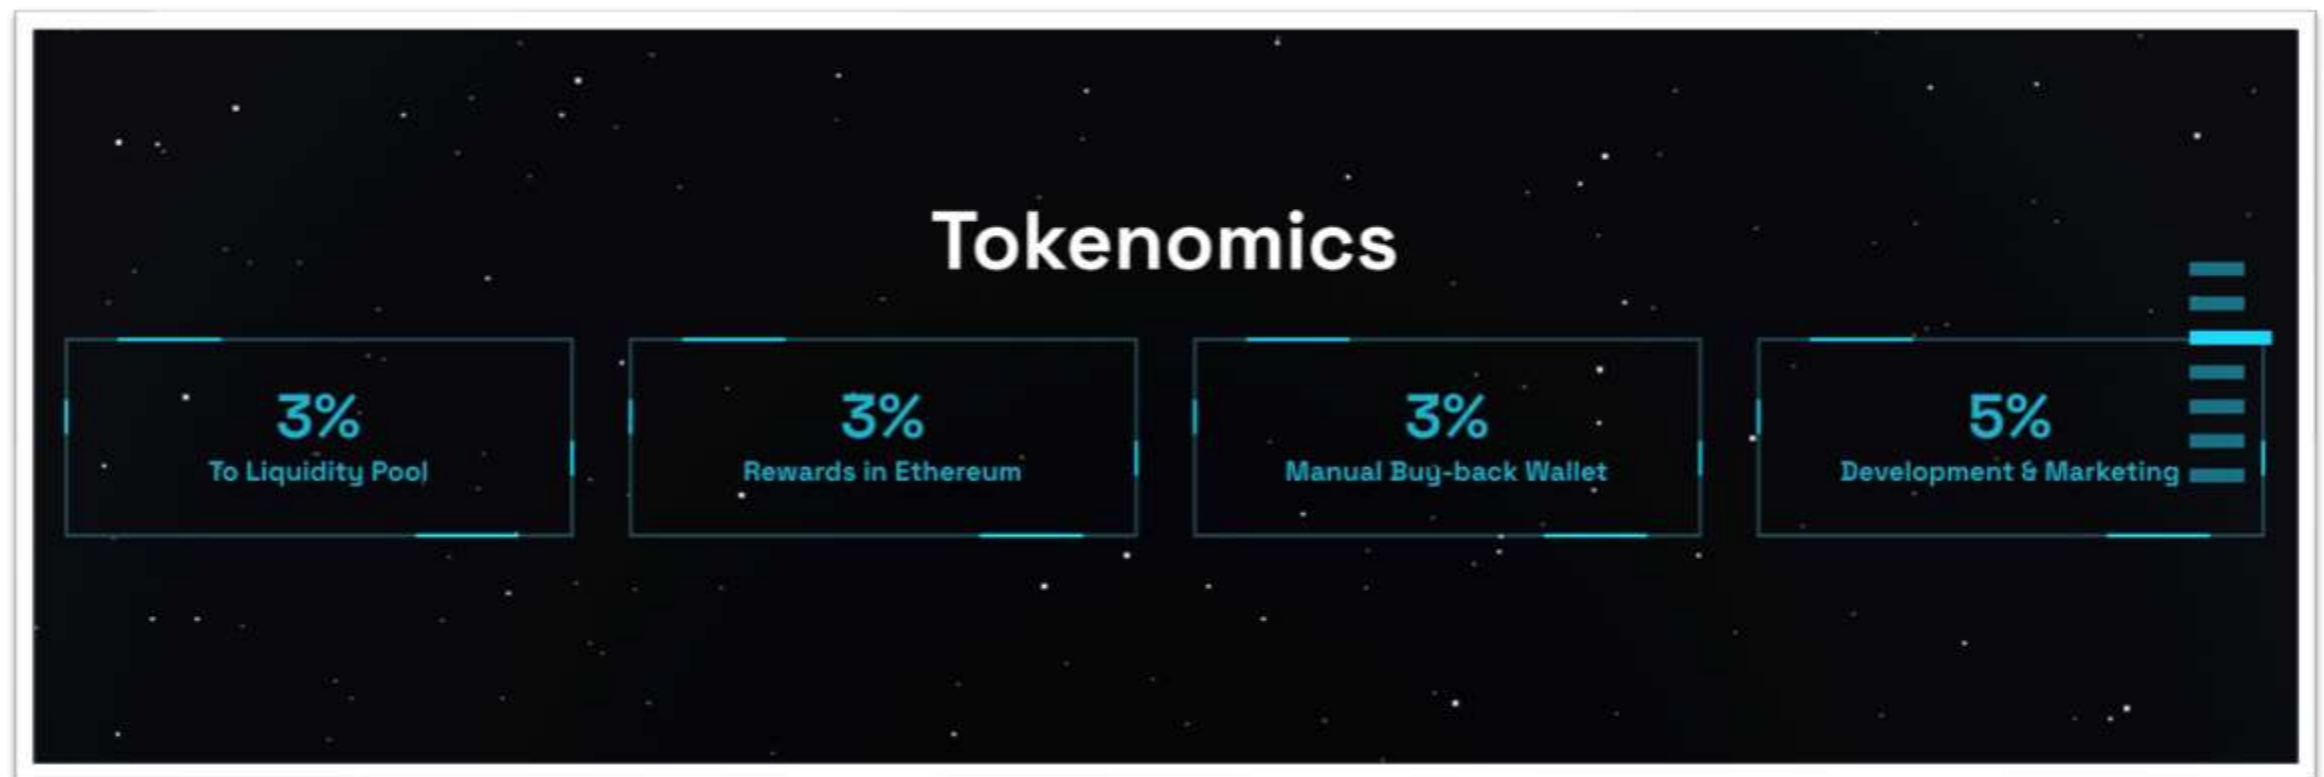 Tokenomics
3%
To Liquidity Pool
3%
Rewards in Ethereum
3%
Manual Buy-back Wallet
5%
Development & Marketing